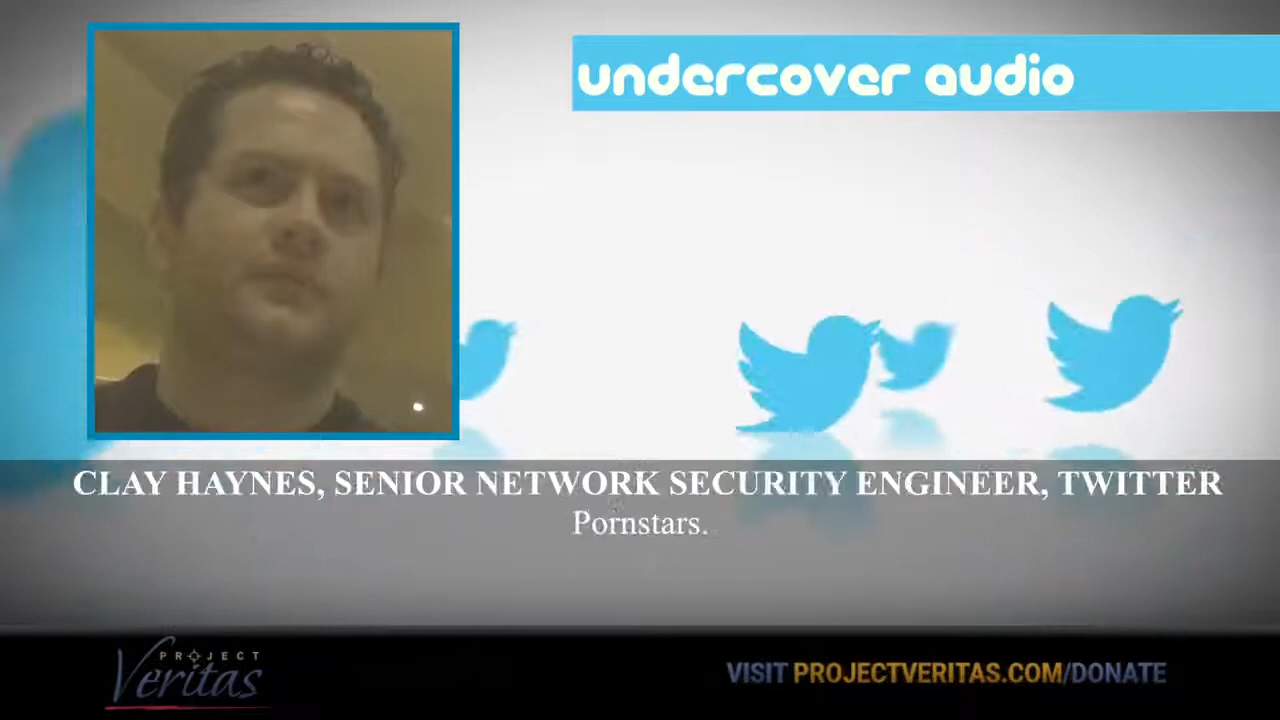 undercover audio
CLAY HAYNES, SENIOR NETWORK SECURITY ENGINEER, TWITTER
Pornstars.
PROJECT
Veritas
VISIT PROJECTVERITAS.COM/DONATE